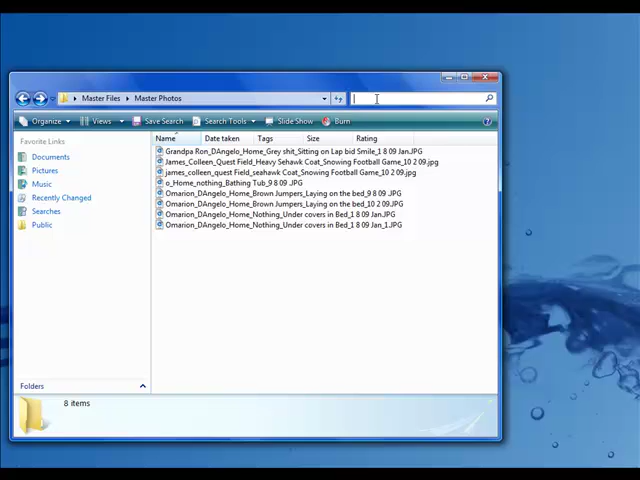 Master Files ▸ Master Photos
Organize Views Save Search Search Tools Slide Show Burn
Favorite Links
Documents
Pictures
Music
Recently Changed
Searches
Public
Folders
Name Date taken Tags Size Rating
Grandpa Ron_DAngelo_Home_Grey shit_Sitting on Lap bid Smile_1 8 09 Jan.JPG
James_Colleen_Quest Field_Heavy Sehawk Coat_Snowing Football Game_10 2 09.jpg
james_colleen_quest Field_seahawk Coat_Snowing Football Game_10 2 09.jpg
o_Home_nothing_Bathing Tub_9 8 09 .JPG
Omarion_DAngelo_Home_Brown Jumpers_Laying on the bed_9 8 09.JPG
Omarion_DAngelo_Home_Brown Jumpers_Laying on the bed_10 2 09.JPG
Omarion_DAngelo_Home_Nothing_Under covers in Bed_1 8 09 Jan.JPG
Omarion_DAngelo_Home_Nothing_Under covers in Bed_1 8 09 Jan_1.JPG
8 items